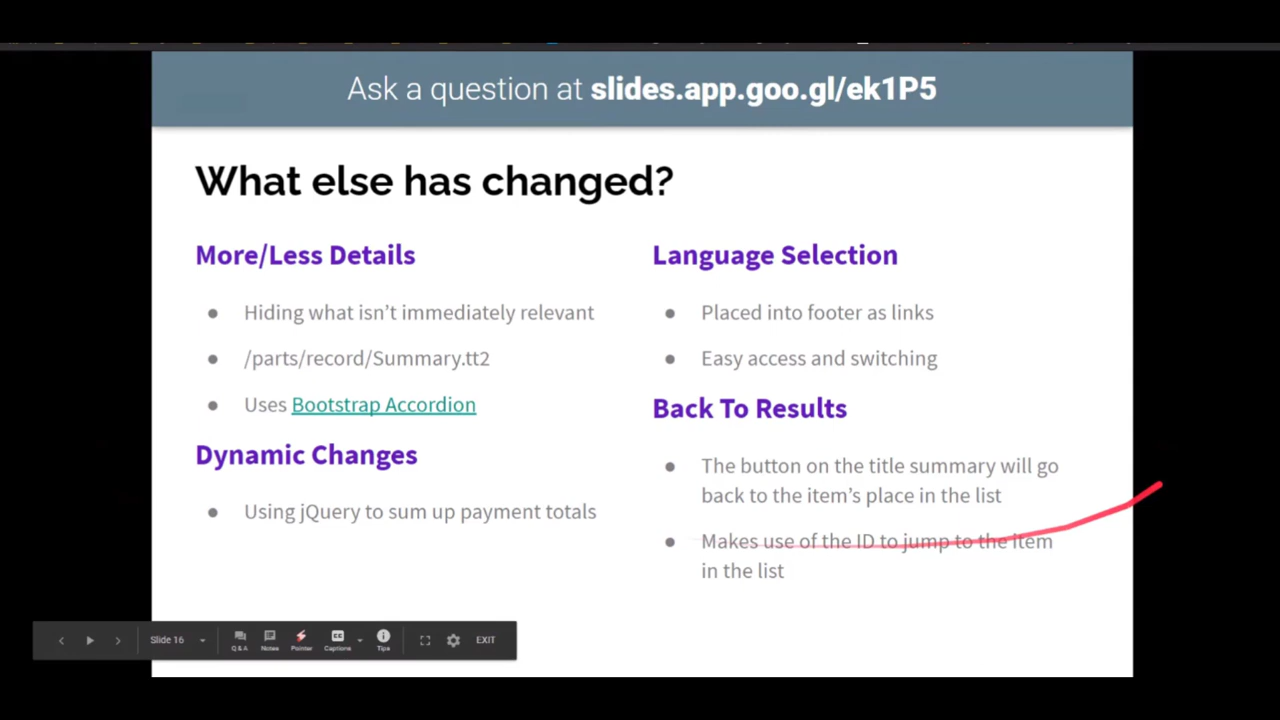 Ask a question at slides.app.goo.gl/ek1P5
What else has changed?
More/Less Details
● Hiding what isn’t immediately relevant
● /parts/record/Summary.tt2
● Uses Bootstrap Accordion
Dynamic Changes
● Using jQuery to sum up payment totals
Language Selection
● Placed into footer as links
● Easy access and switching
Back To Results
● The button on the title summary will go
back to the item’s place in the list
● Makes use of the ID to jump to the item
in the list
Slide 16
Q & A Notes Pointer Captions Tips EXIT